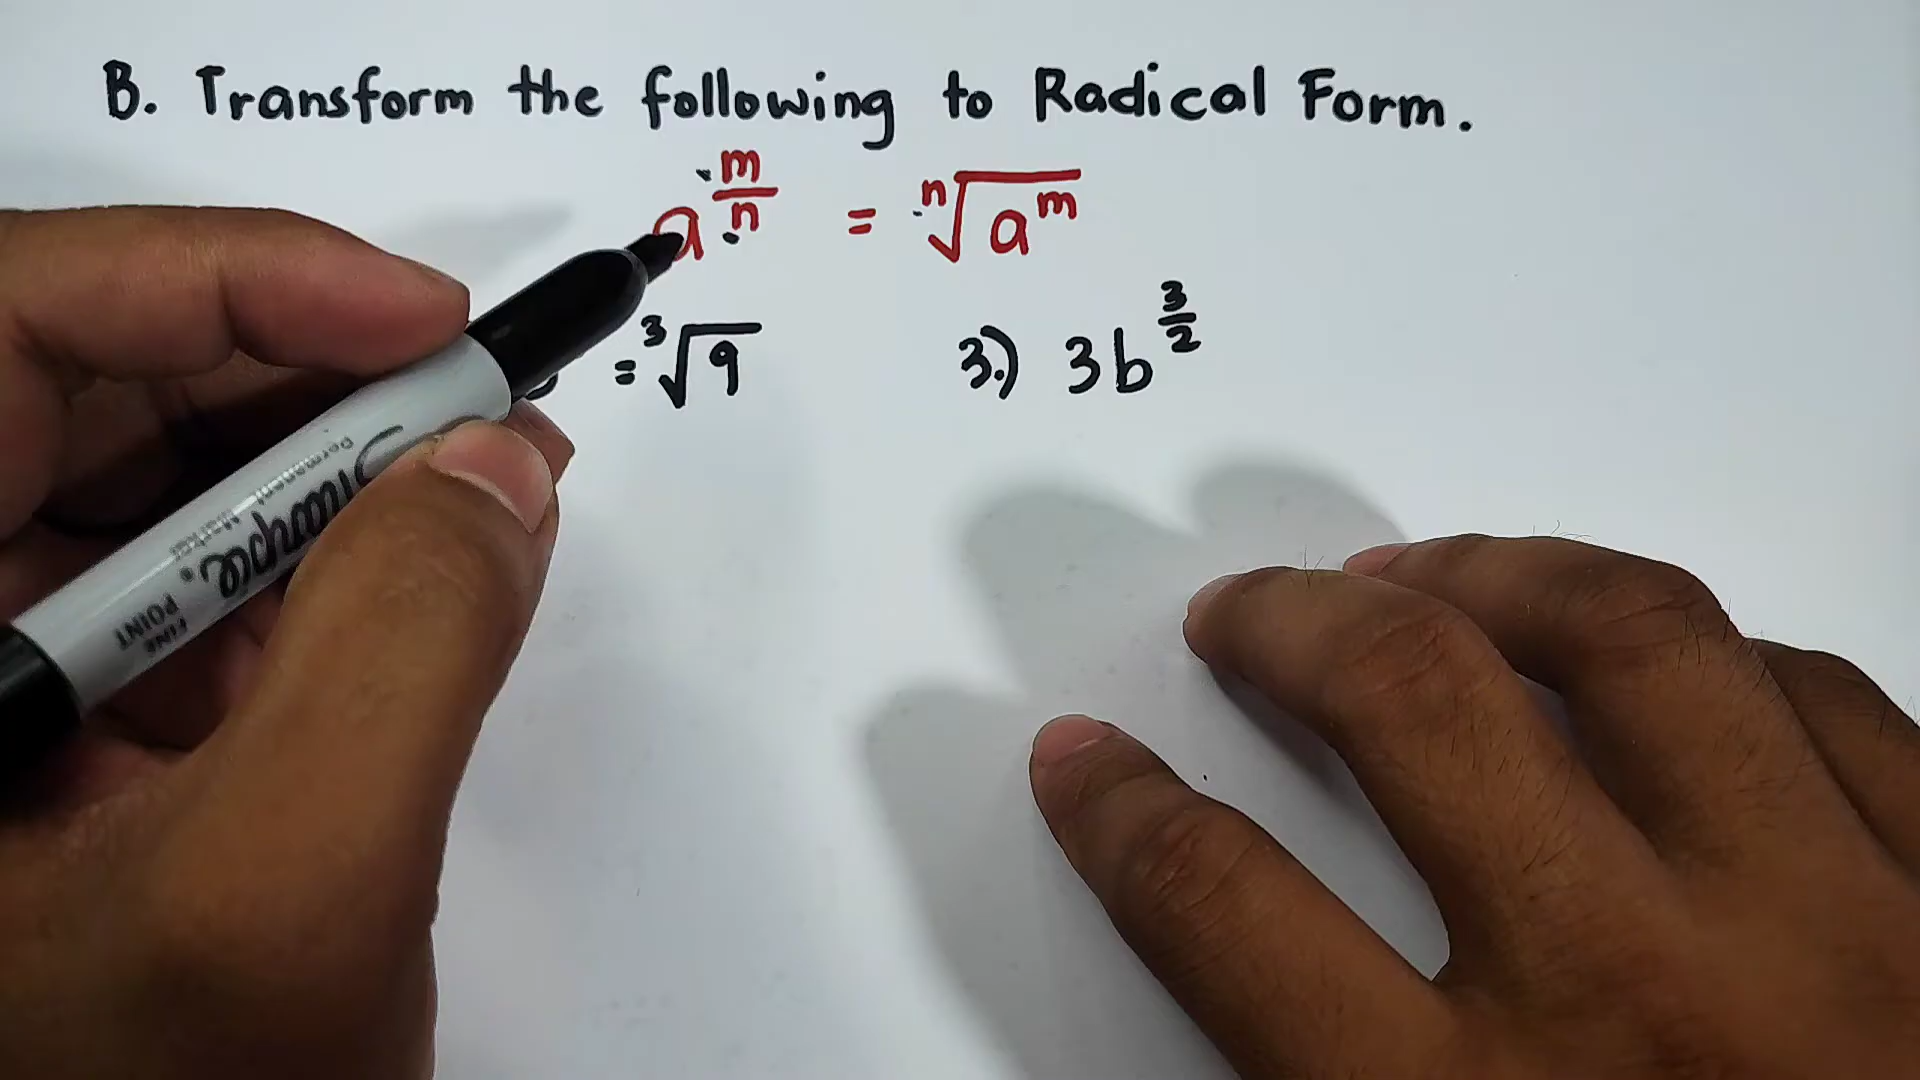 B. Transform the following to Radical Form.
a^(m/n) = ⁿ√(a^m)
= ³√9
3.) 3b^(3/2)
Sharpie.
Permanent Marker
FINE
POINT